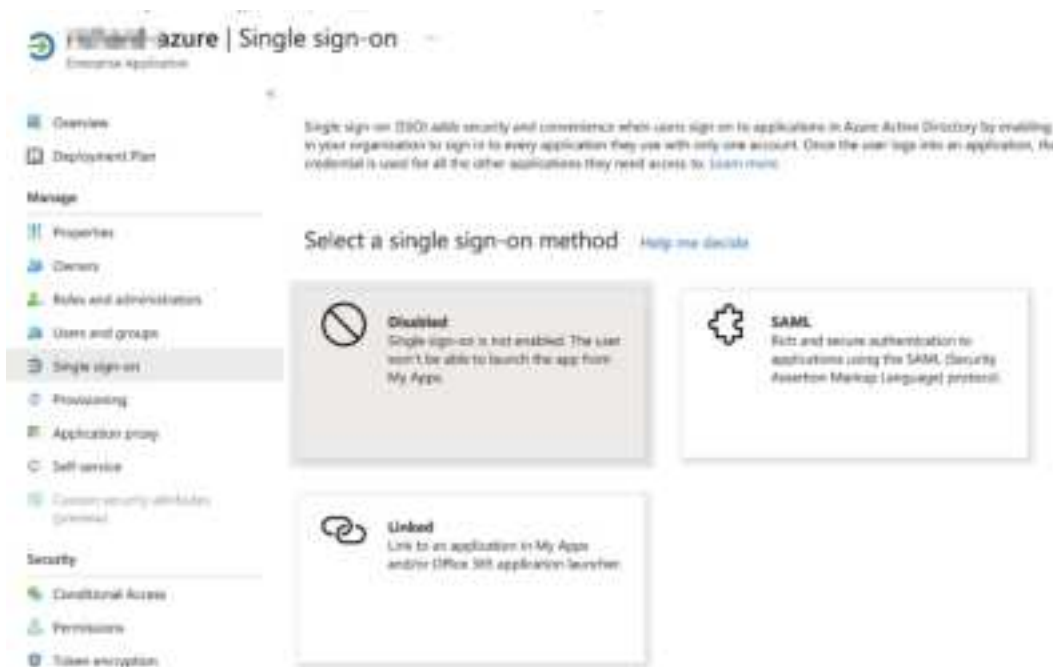 azure | Single sign-on
Enterprise Application
Overview
Deployment Plan
Manage
Properties
Owners
Roles and administrators
Users and groups
Single sign-on
Provisioning
Application proxy
Self service
Custom security attributes
(preview)
Security
Conditional Access
Permissions
Token encryption
Single sign-on (SSO) adds security and convenience when users sign on to applications in Azure Active Directory by enabling
in your organization to sign in to every application they use with only one account. Once the user logs into an application,
credential is used for all the other applications they need access to. Learn more
Select a single sign-on method Help me decide
Disabled
Single sign-on is not enabled. The user
won't be able to launch the app from
My Apps.
SAML
Rich and secure authentication to
applications using the SAML (Security
Assertion Markup Language) protocol.
Linked
Link to an application in My Apps
and/or Office 365 application launcher.